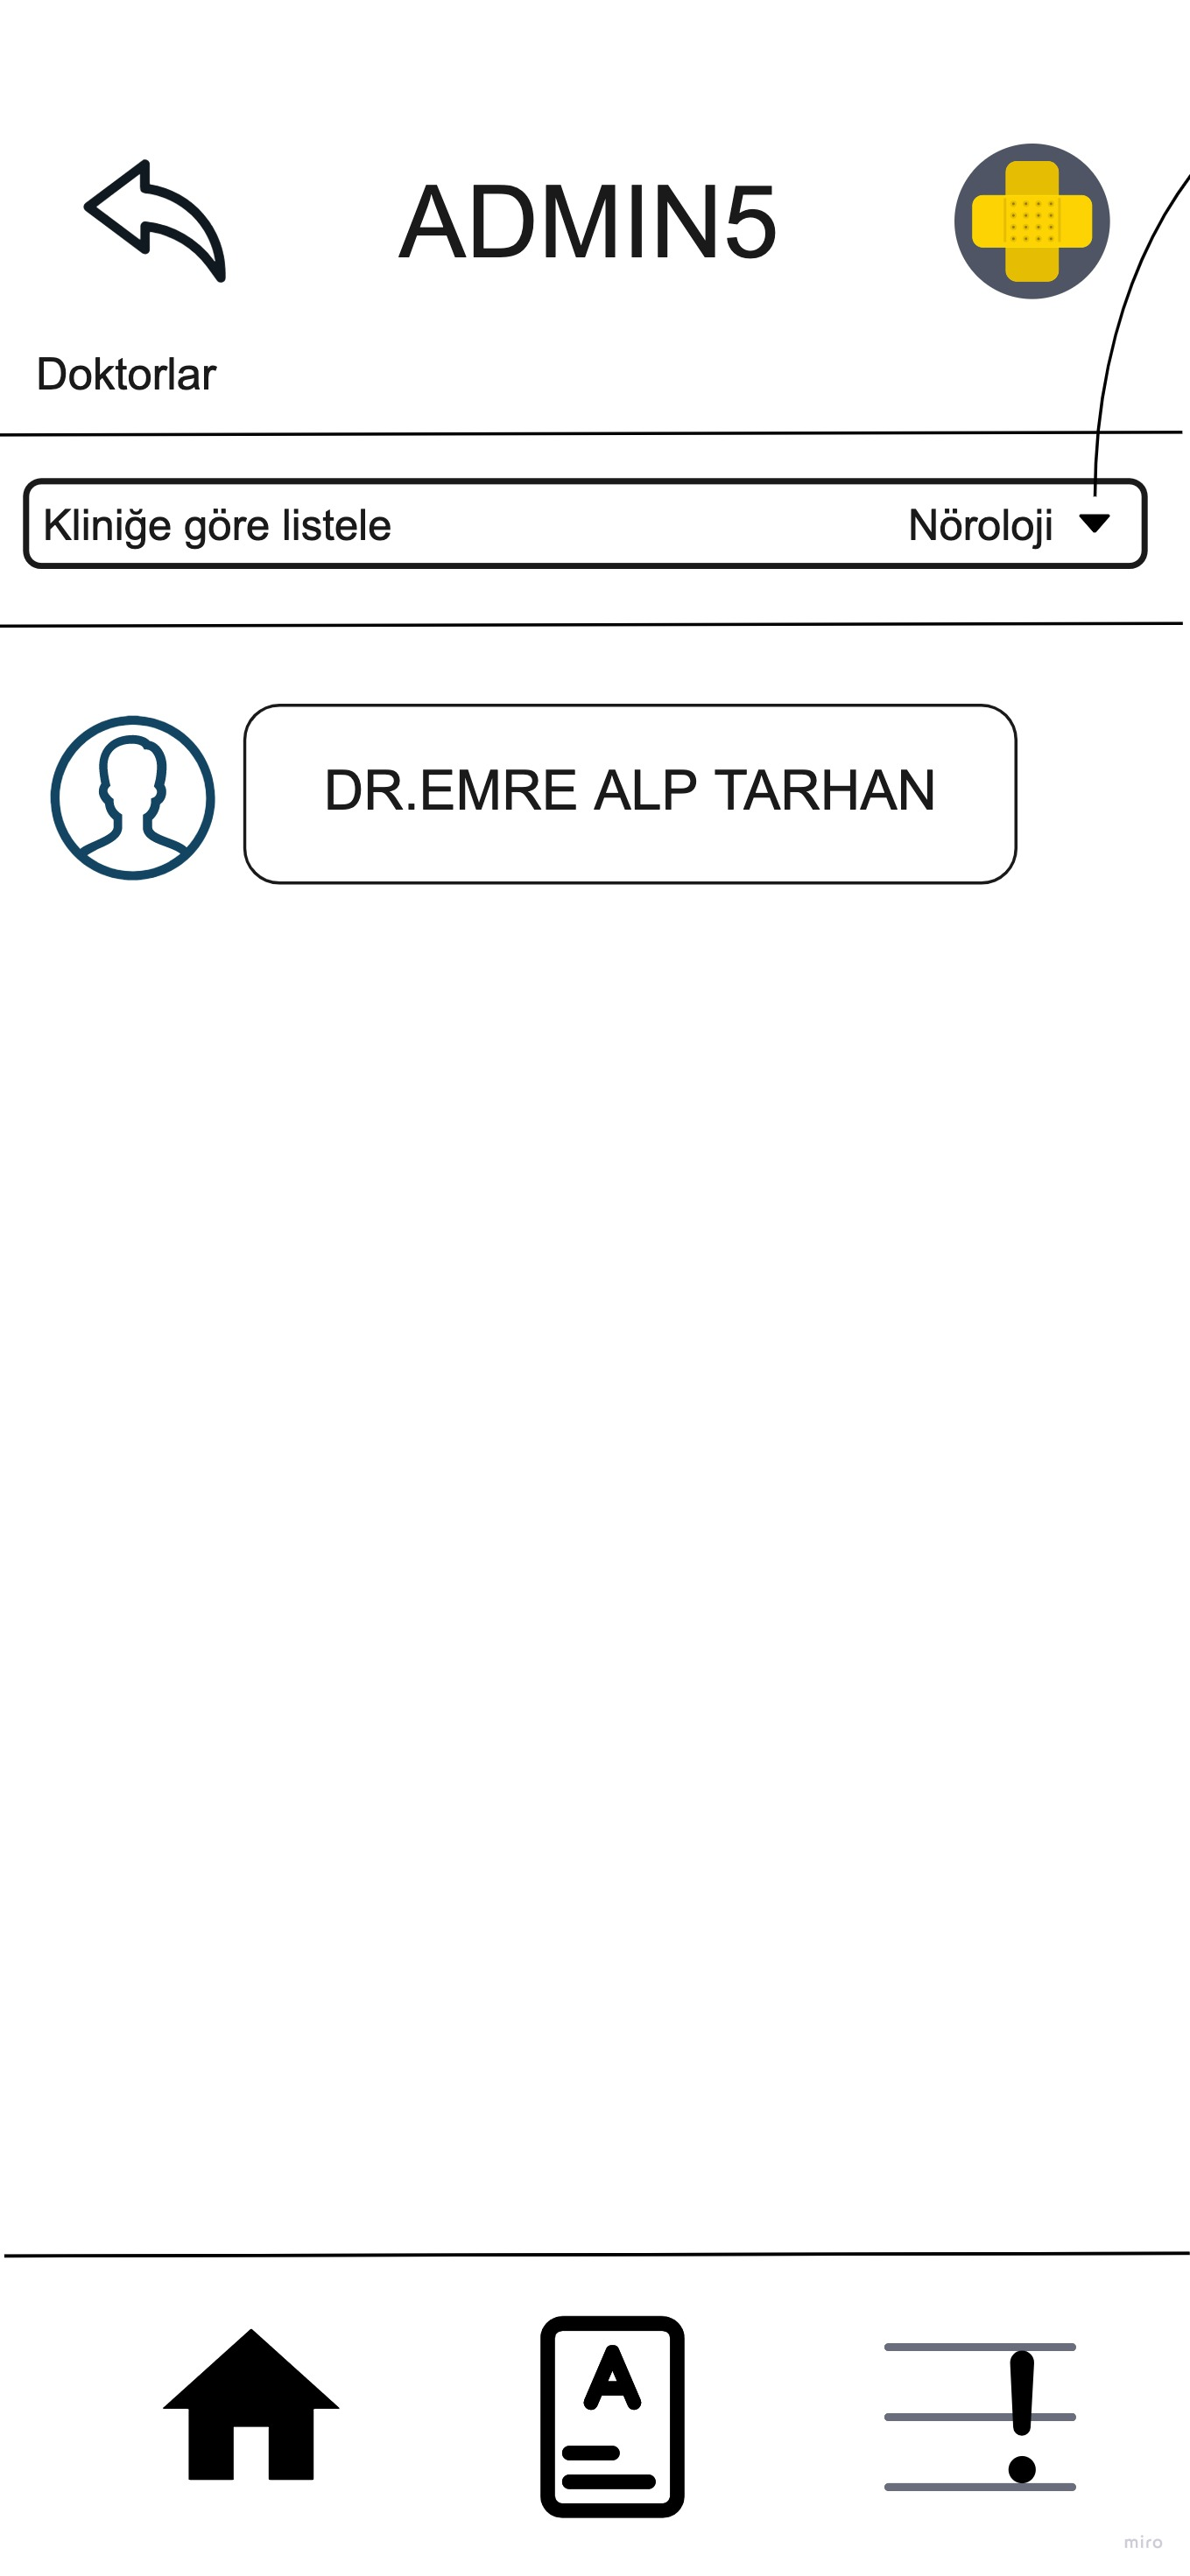 ADMIN5
Doktorlar
Kliniğe göre listele Nöroloji
DR.EMRE ALP TARHAN
A
miro